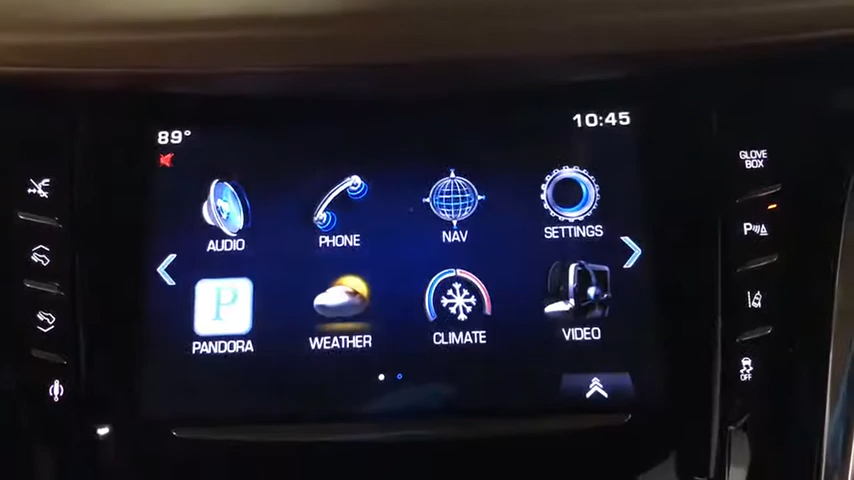 89°
10:45
GLOVE
BOX
AUDIO
PHONE
NAV
SETTINGS
P
P
PANDORA
WEATHER
CLIMATE
VIDEO
OFF